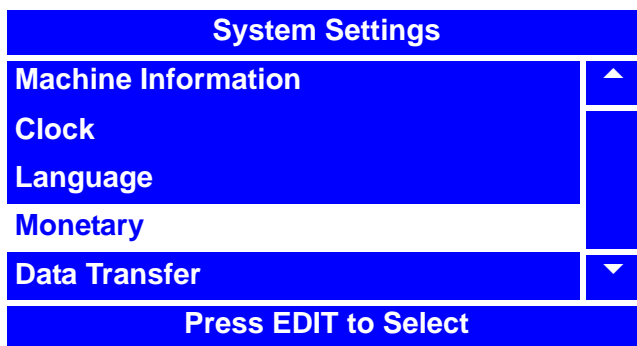 System Settings
Machine Information
Clock
Language
Monetary
Data Transfer
Press EDIT to Select